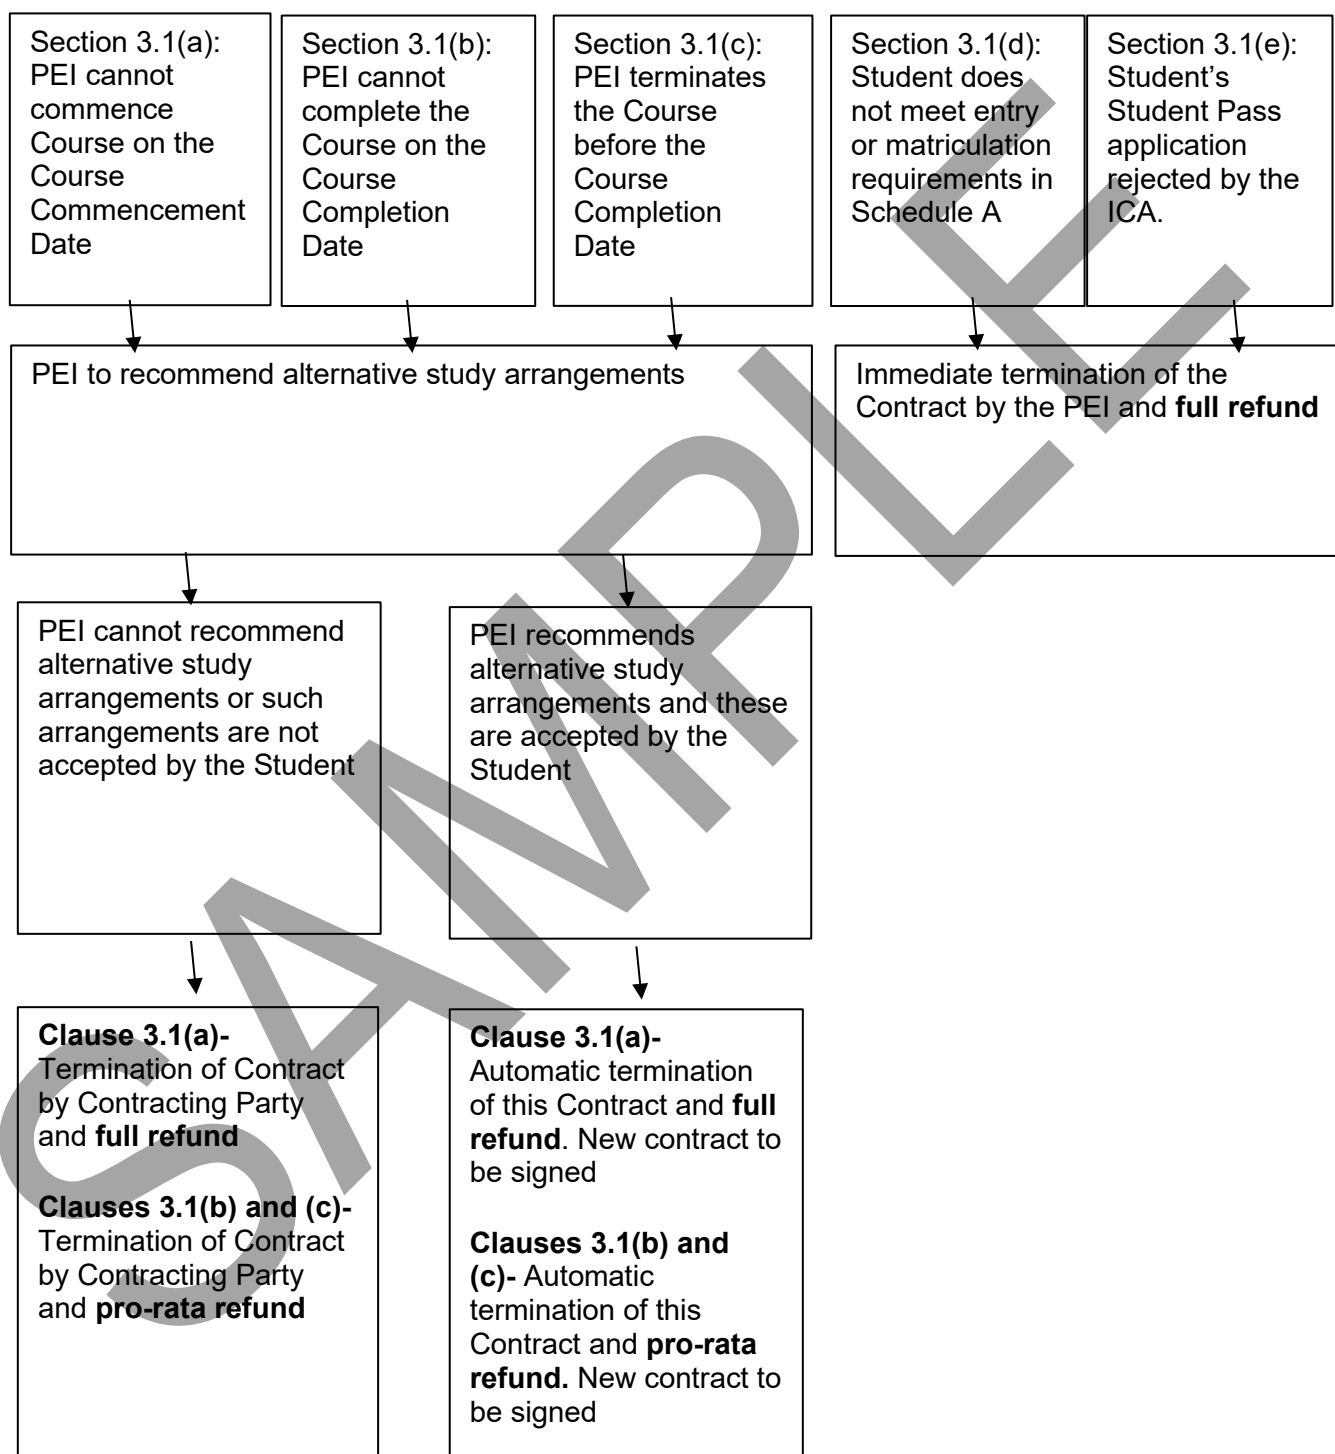 Section 3.1(a):
PEI cannot
commence
Course on the
Course
Commencement
Date
Section 3.1(b):
PEI cannot
complete the
Course on the
Course
Completion
Date
Section 3.1(c):
PEI terminates
the Course
before the
Course
Completion
Date
Section 3.1(d):
Student does
not meet entry
or matriculation
requirements in
Schedule A
Section 3.1(e):
Student’s
Student Pass
application
rejected by the
ICA.
PEI to recommend alternative study arrangements
Immediate termination of the
Contract by the PEI and full refund
PEI cannot recommend
alternative study
arrangements or such
arrangements are not
accepted by the Student
PEI recommends
alternative study
arrangements and these
are accepted by the
Student
Clause 3.1(a)-
Termination of Contract
by Contracting Party
and full refund
Clauses 3.1(b) and (c)-
Termination of Contract
by Contracting Party
and pro-rata refund
Clause 3.1(a)-
Automatic termination
of this Contract and full
refund. New contract to
be signed
Clauses 3.1(b) and
(c)- Automatic
termination of this
Contract and pro-rata
refund. New contract to
be signed
SAMPLE